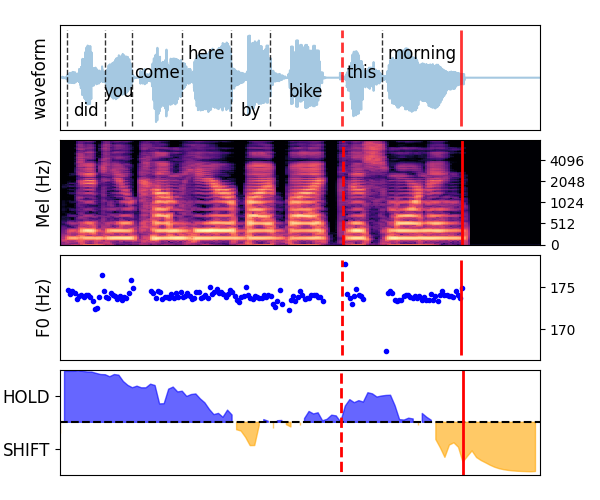 waveform
did
you
come
here
by
bike
this
morning
Mel (Hz)
4096
2048
1024
512
0
F0 (Hz)
175
170
HOLD
SHIFT